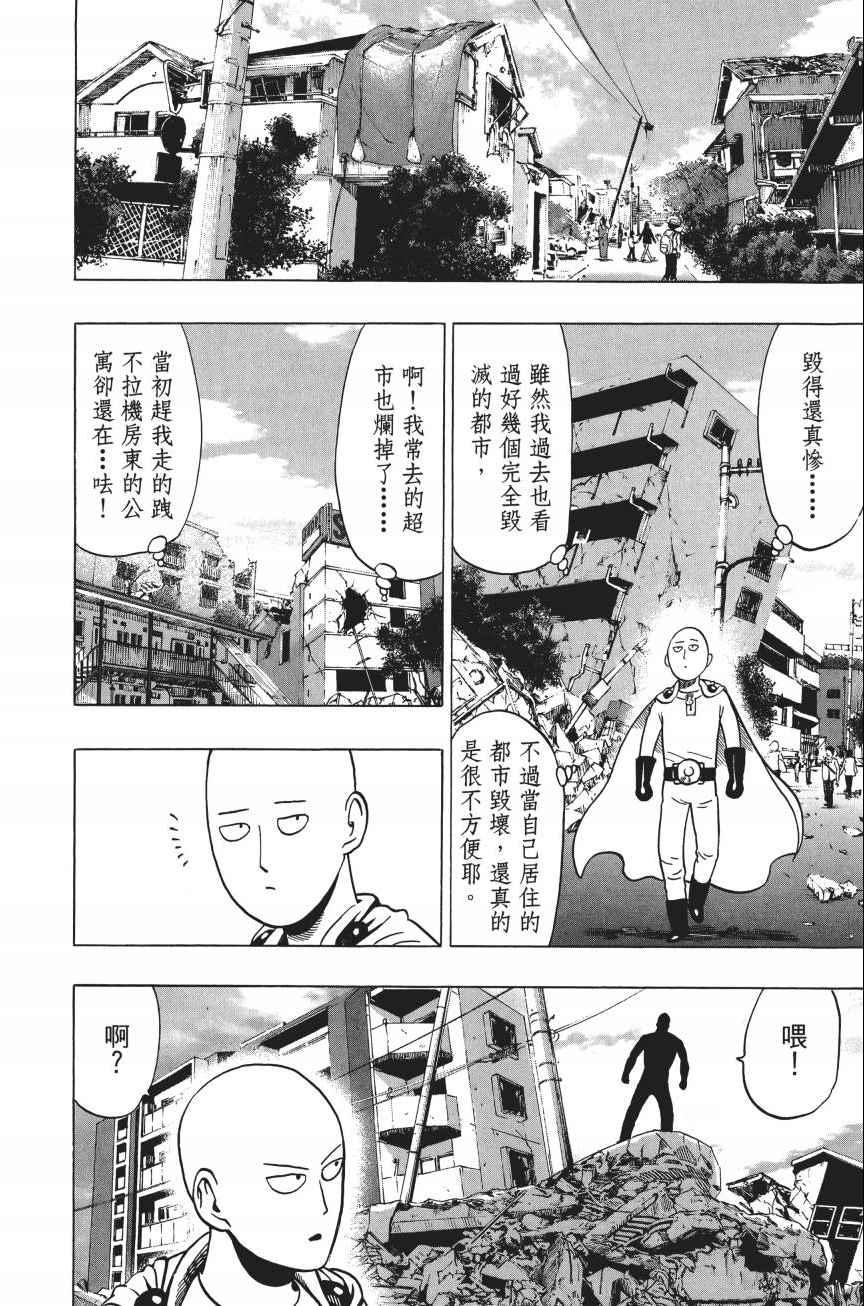 毀得還真慘……
雖然我過去也看
過好幾個完全毀
滅的都市，
不過當自己居住的
都市毀壞，還真的
是很不方便耶。
啊！我常去的超
市也爛掉了……
當初趕我走的跩
不拉機房東的公
寓卻還在…呿！
喂！
啊？